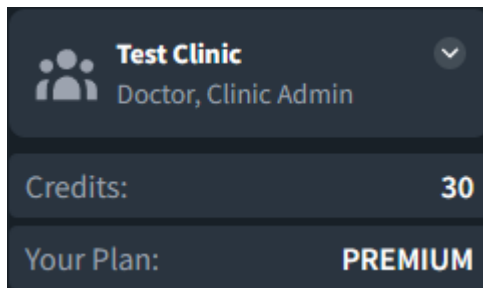 Test Clinic
Doctor, Clinic Admin
Credits: 30
Your Plan: PREMIUM